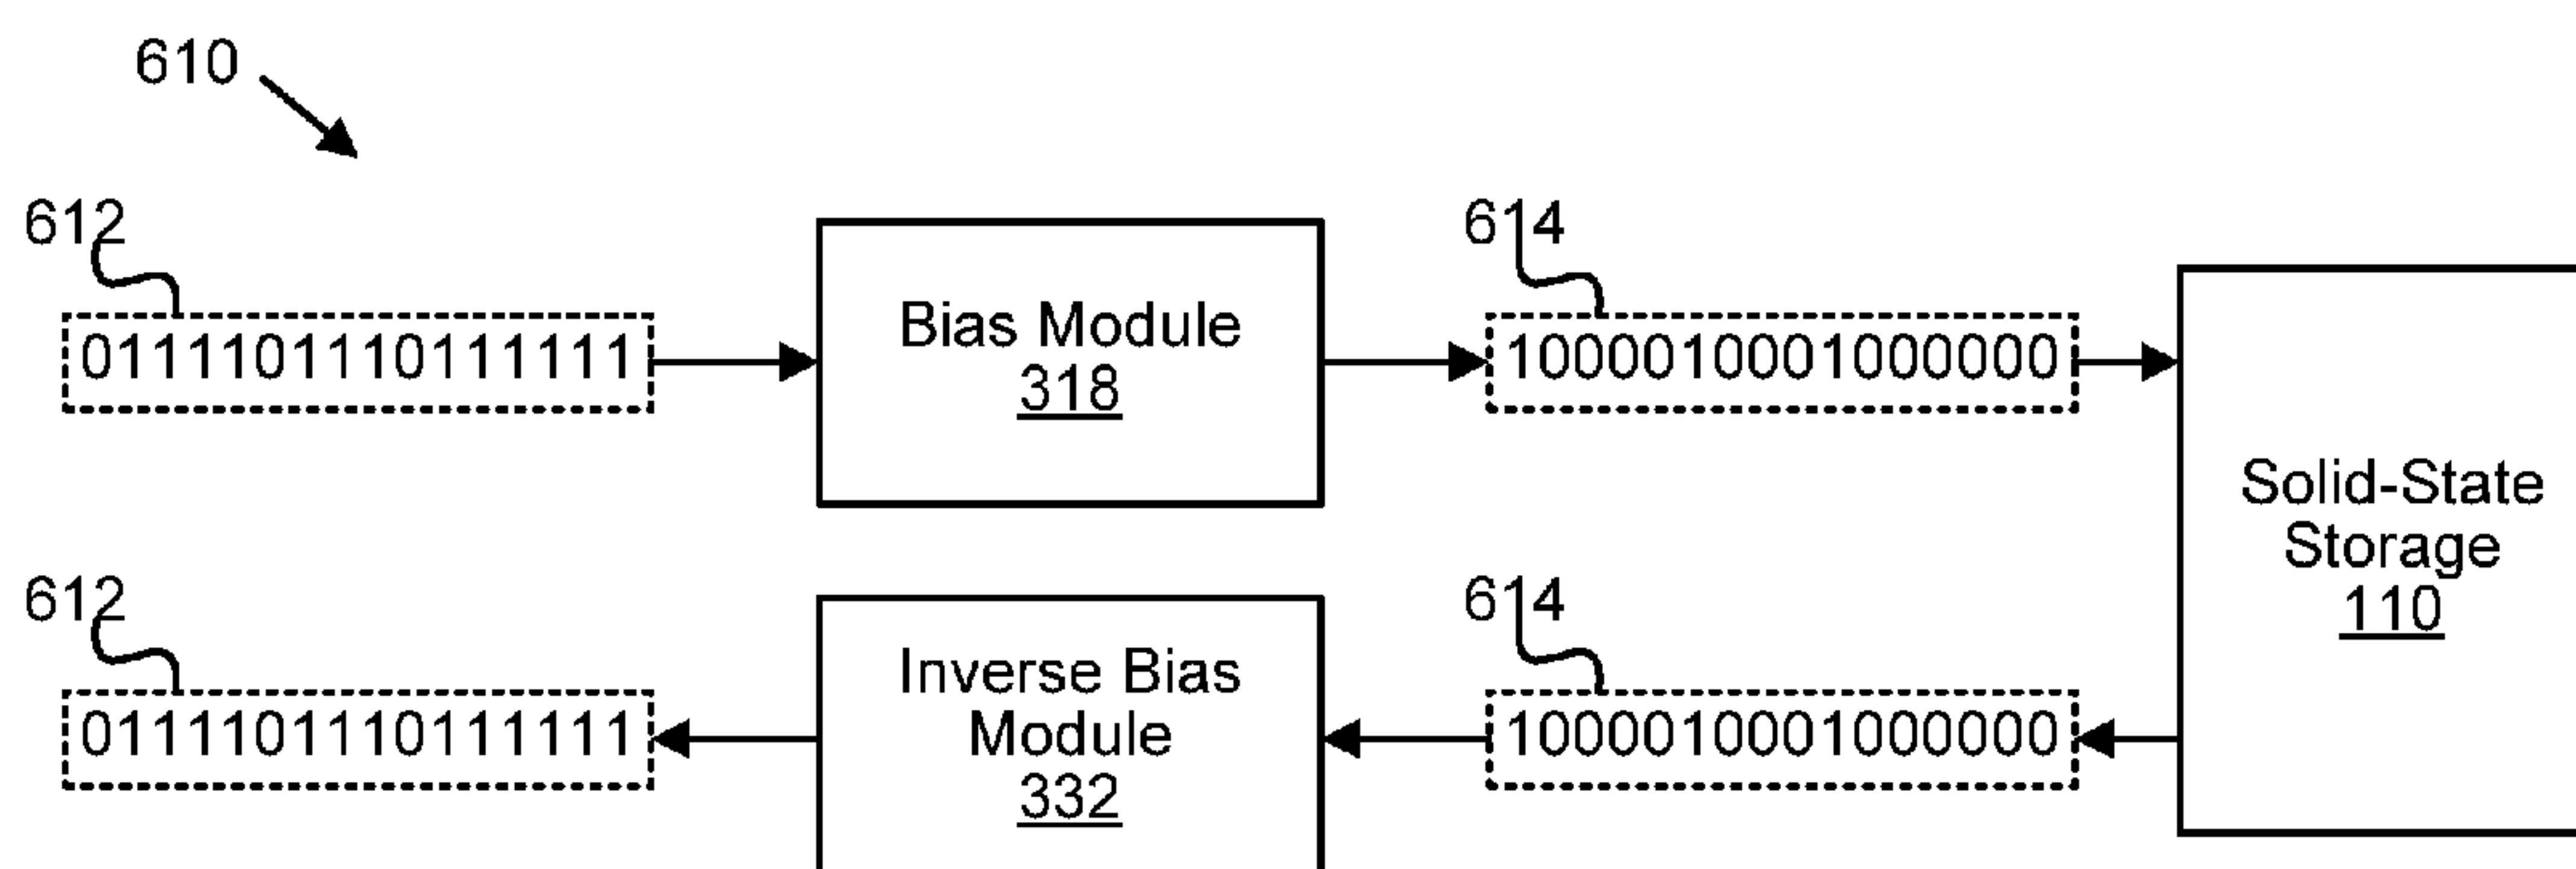 610
612
614
0111101110111111
Bias Module
318
1000010001000000
Solid-State
Storage
110
612
614
0111101110111111
Inverse Bias
Module
332
1000010001000000